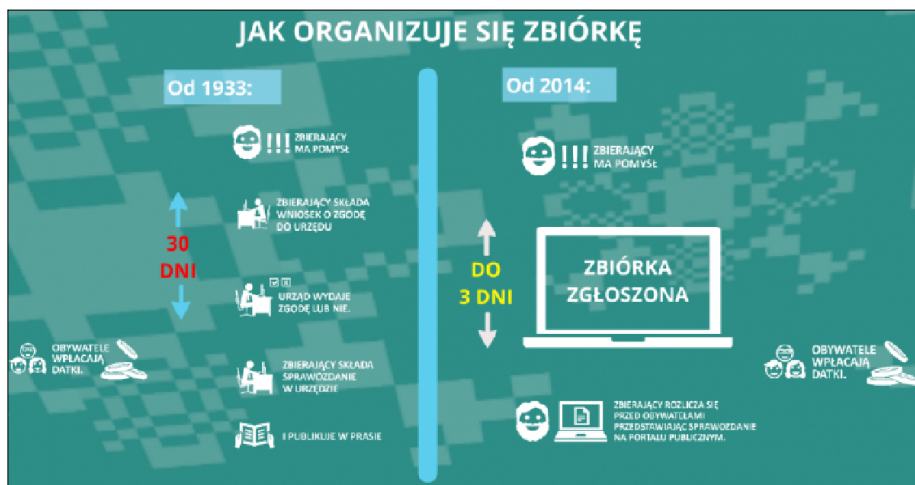 JAK ORGANIZUJE SIĘ ZBIÓRKĘ
Od 1933:
!!! ZBIERAJĄCY
MA POMYSŁ
ZBIERAJĄCY SKŁADA
WNIOSEK O ZGODĘ
DO URZĘDU
30
DNI
URZĄD WYDAJE
ZGODĘ LUB NIE.
OBYWATELE
WPŁACAJĄ
DATKI.
ZBIERAJĄCY SKŁADA
SPRAWOZDANIE
W URZĘDZIE
I PUBLIKUJE W PRASIE
Od 2014:
!!! ZBIERAJĄCY
MA POMYSŁ
DO
3 DNI
ZBIÓRKA
ZGŁOSZONA
OBYWATELE
WPŁACAJĄ
DATKI.
ZBIERAJĄCY ROZLICZA SIĘ
PRZED OBYWATELAMI
PRZEDSTAWIAJĄC SPRAWOZDANIE
NA PORTALU PUBLICZNYM.